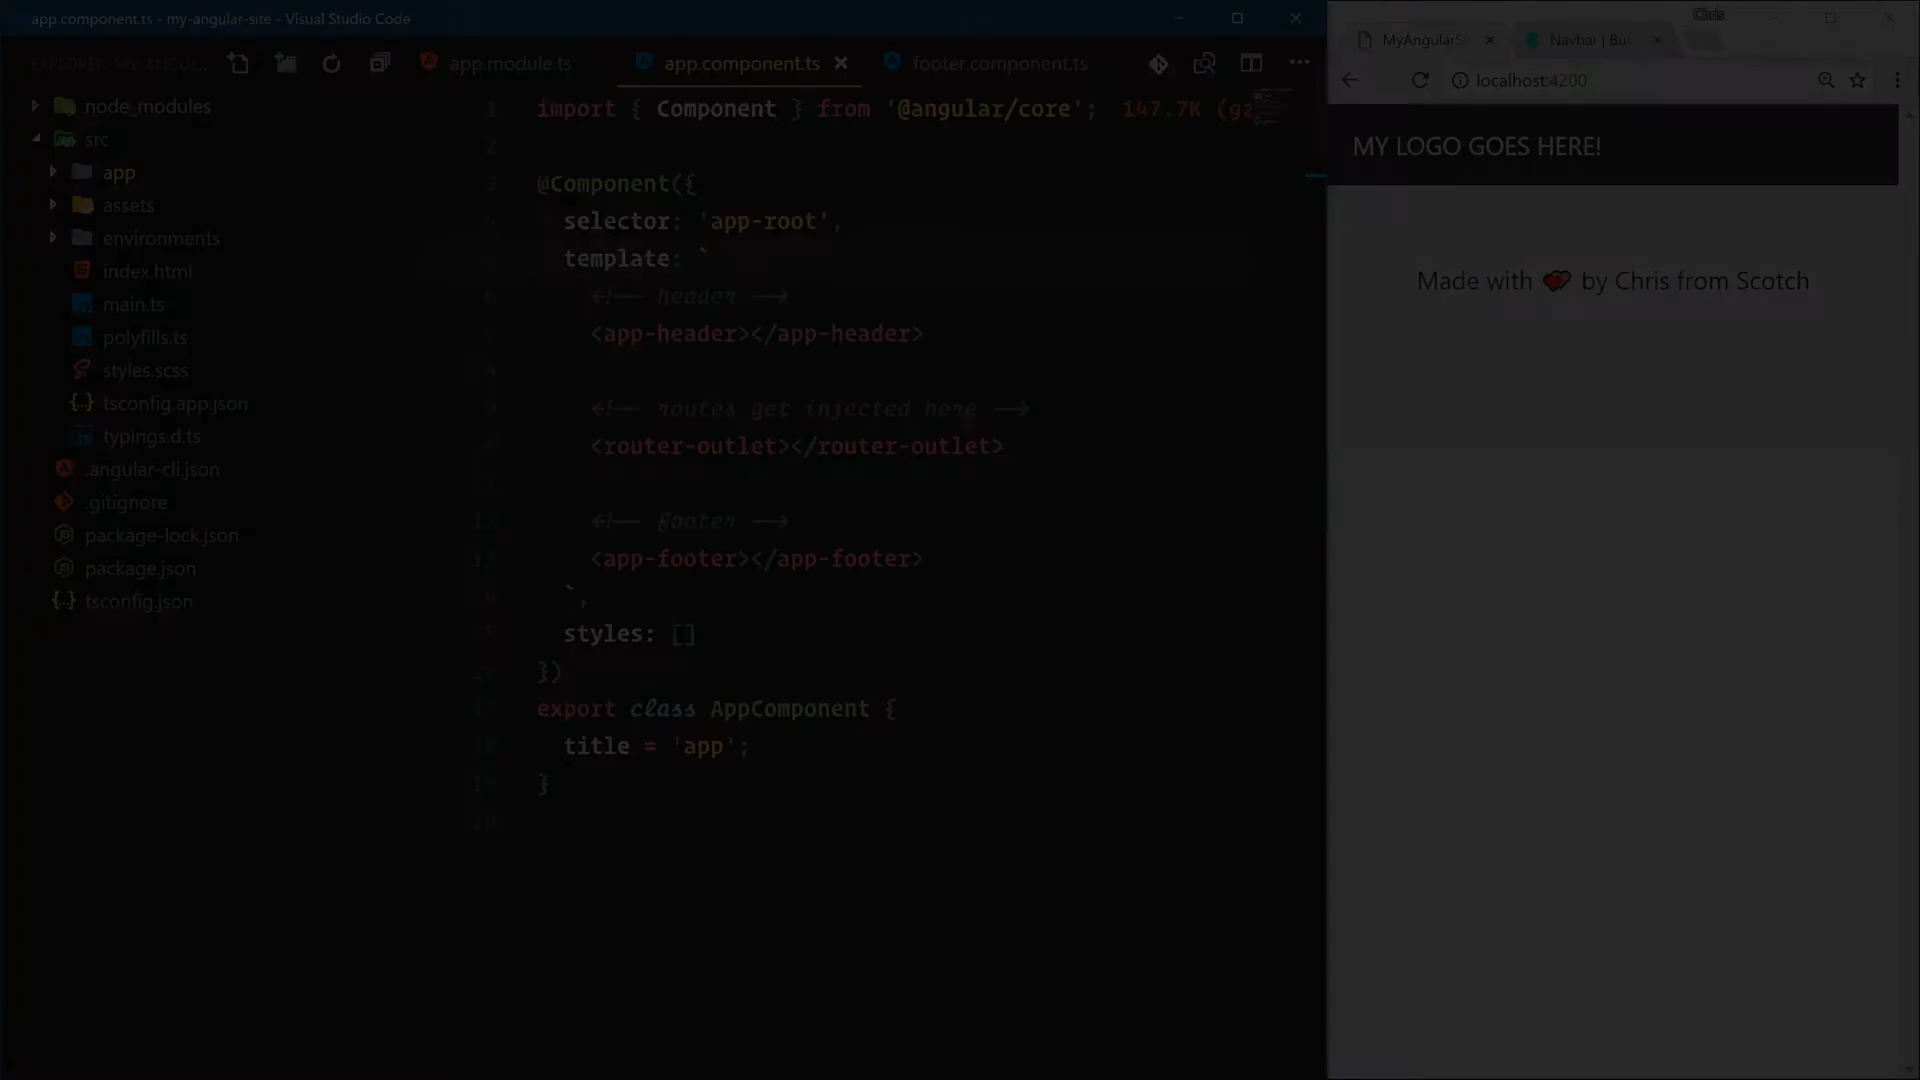 app.component.ts - my-angular-site - Visual Studio Code
EXPLORER: MY-ANGUL...
app.module.ts
app.component.ts
footer.component.ts
node_modules
src
app
assets
environments
index.html
main.ts
polyfills.ts
styles.scss
tsconfig.app.json
typings.d.ts
.angular-cli.json
.gitignore
package-lock.json
package.json
tsconfig.json
import { Component } from '@angular/core'; 147.7K (gz
@Component({
selector: 'app-root',
template: `
<!-- header -->
<app-header></app-header>
<!-- routes get injected here -->
<router-outlet></router-outlet>
<!-- footer -->
<app-footer></app-footer>
`,
styles: []
})
export class AppComponent {
title = 'app';
}
Chris
MyAngularSi
Navbar | Bul
localhost:4200
MY LOGO GOES HERE!
Made with ❤ by Chris from Scotch